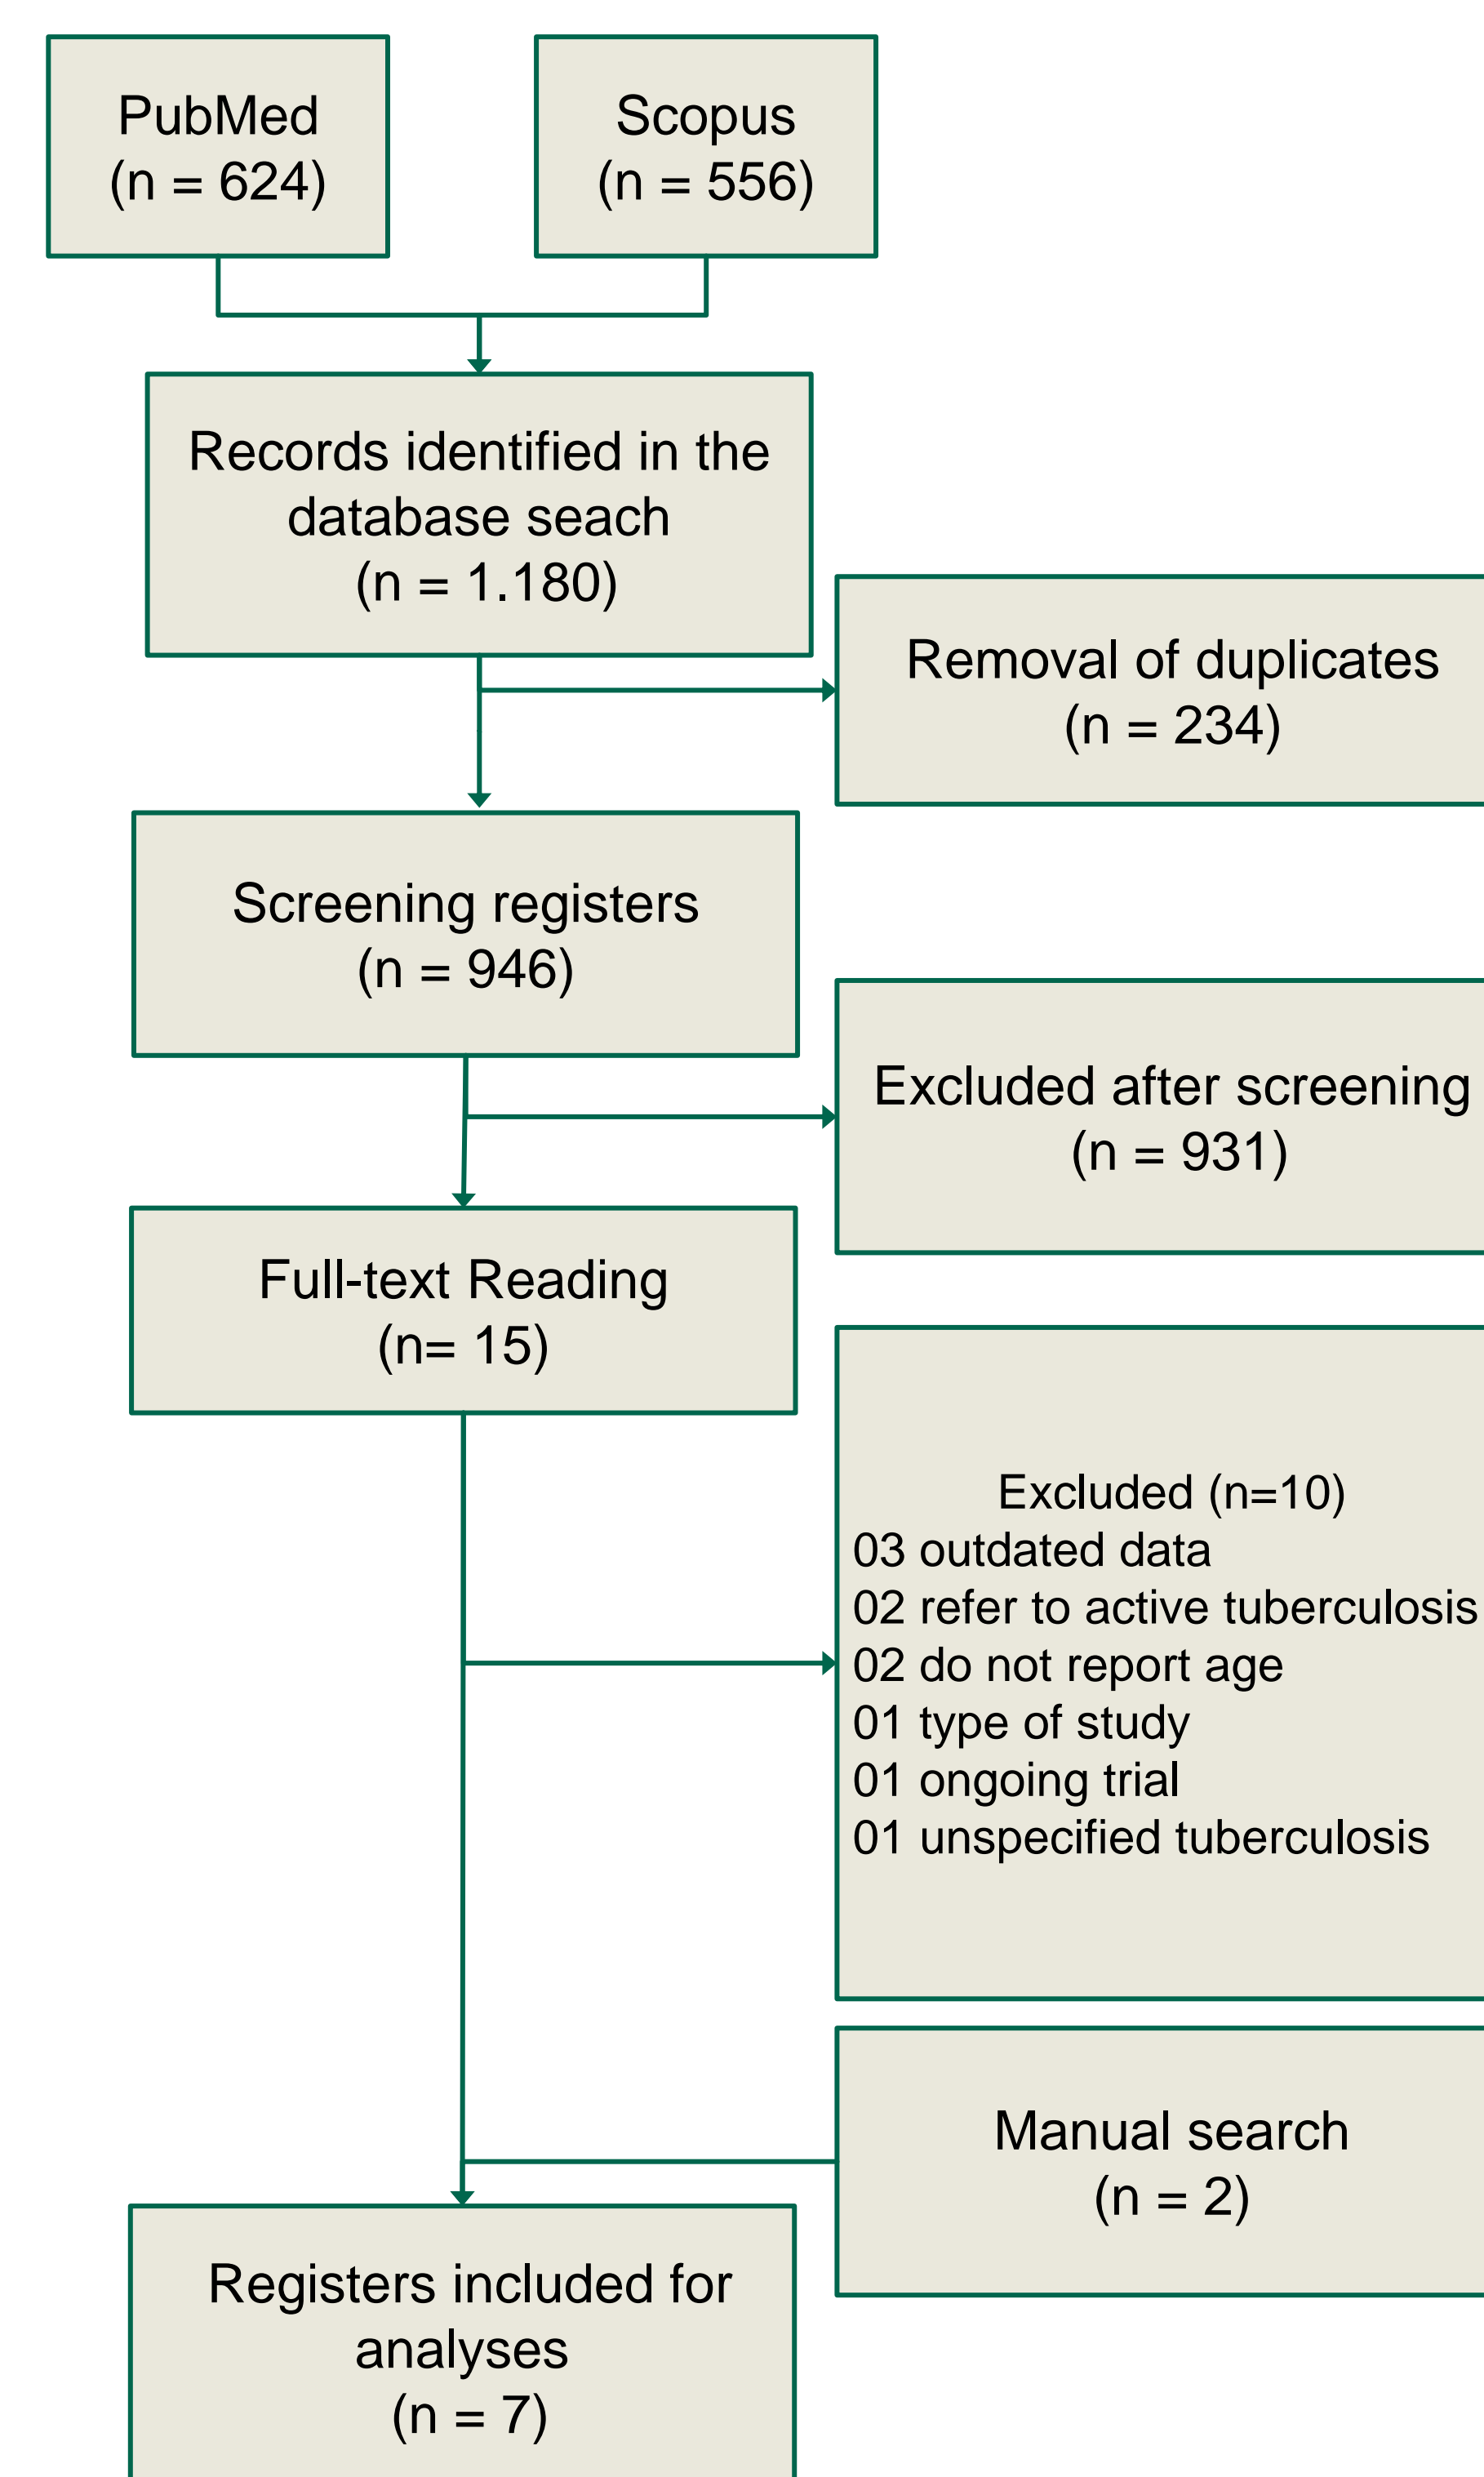 PubMed
(n = 624)
Scopus
(n = 556)
Records identified in the
database seach
(n = 1.180)
Removal of duplicates
(n = 234)
Screening registers
(n = 946)
Excluded after screening
(n = 931)
Full-text Reading
(n= 15)
Excluded (n=10)
03 outdated data
02 refer to active tuberculosis
02 do not report age
01 type of study
01 ongoing trial
01 unspecified tuberculosis
Manual search
(n = 2)
Registers included for
analyses
(n = 7)